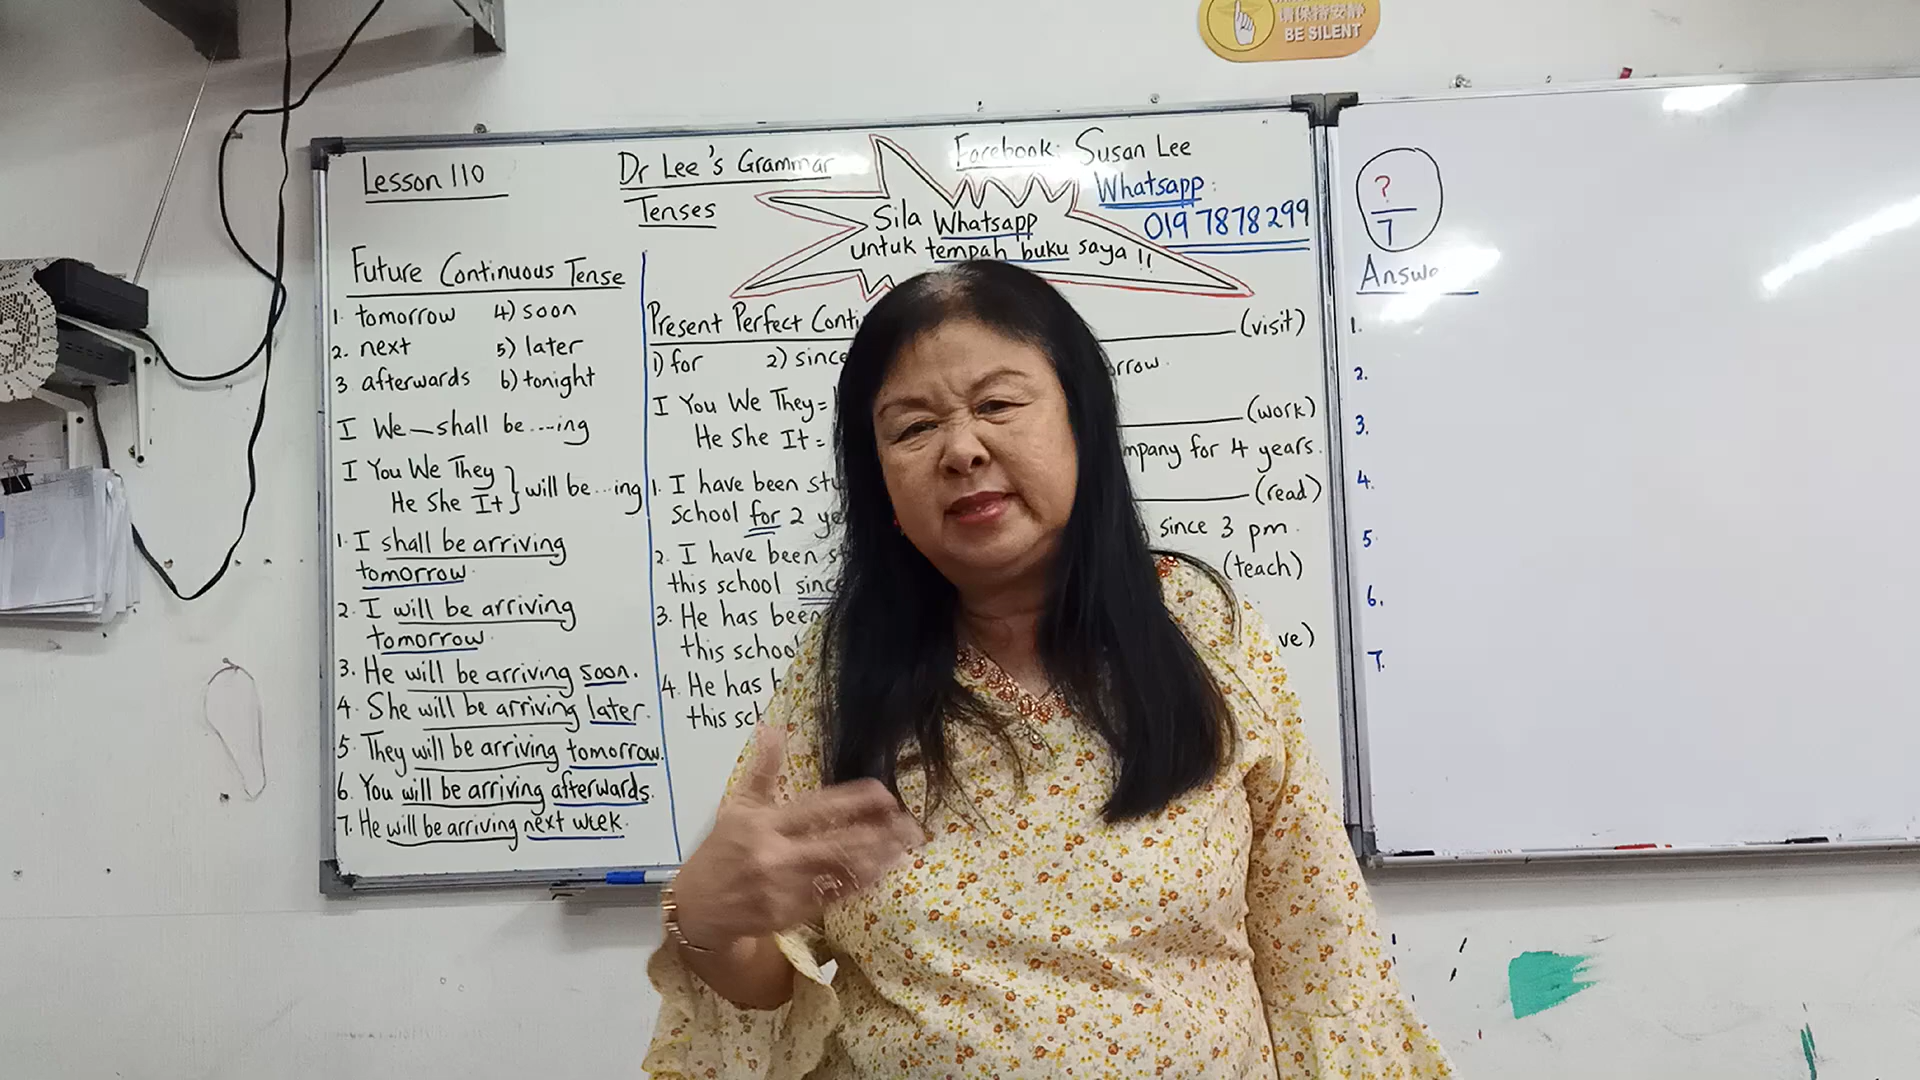 请保持安静
BE SILENT
Lesson 110
Dr Lee's Grammar
Tenses
Facebook: Susan Lee
Whatsapp:
019 7878299
Sila Whatsapp
untuk tempah buku saya !!
Future Continuous Tense
1. tomorrow 4) soon
2. next 5) later
3 afterwards 6) tonight
I We — shall be ....ing
I You We They
He She It } will be ...ing
1. I shall be arriving
tomorrow.
2. I will be arriving
tomorrow.
3. He will be arriving soon.
4. She will be arriving later.
5. They will be arriving tomorrow.
6. You will be arriving afterwards.
7. He will be arriving next week.
Present Perfect
1) for 2) since
I You We They =
He She It =
1. I have been
school for 2
2. I have been
this school
3. He has been
this school
4. He has
this
(visit)
(work)
for 4 years.
(read)
since 3 pm.
(teach)
?
7
1.
2.
3.
4.
5.
6.
7.